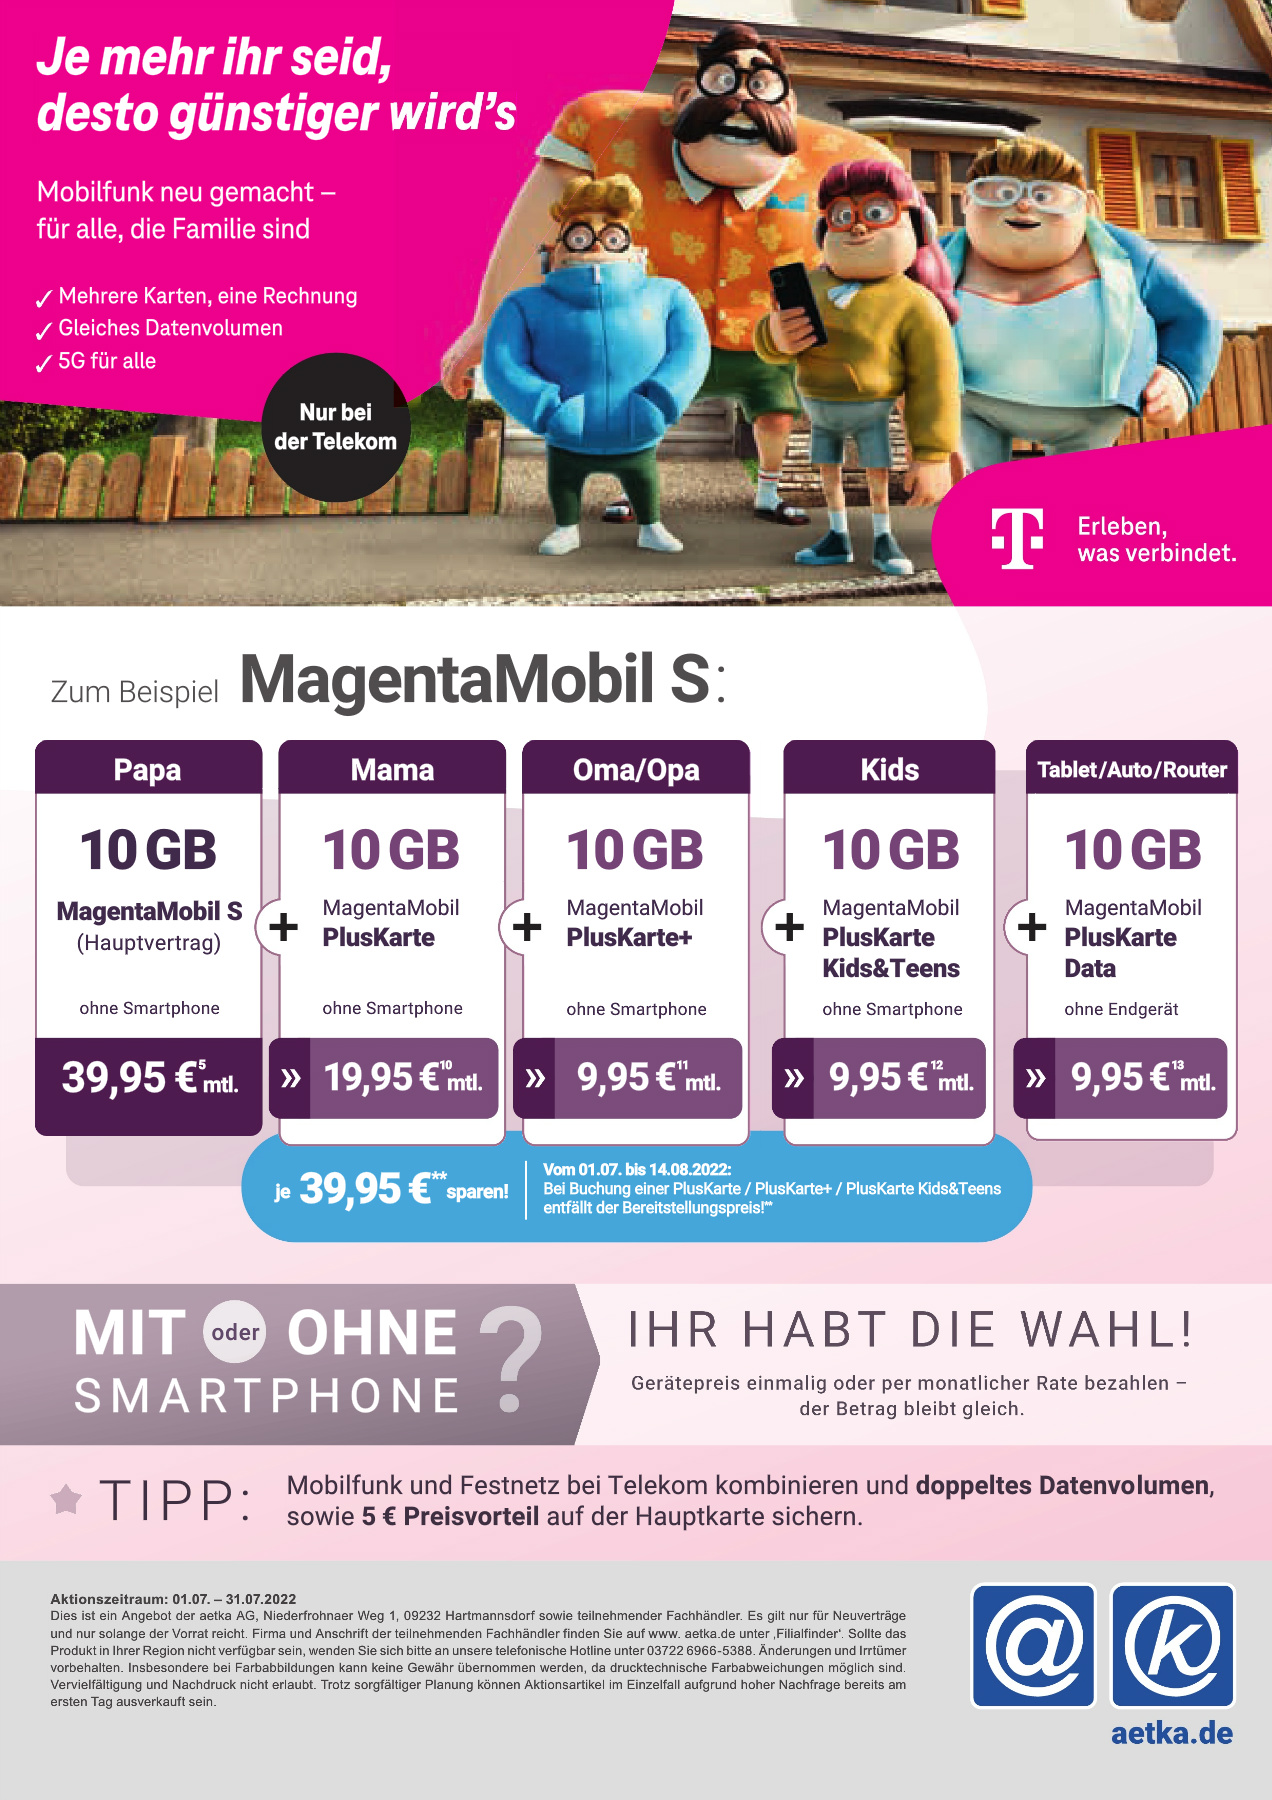 Je mehr ihr seid,
desto günstiger wird's
Mobilfunk neu gemacht –
für alle, die Familie sind
✓ Mehrere Karten, eine Rechnung
✓ Gleiches Datenvolumen
✓ 5G für alle
Nur bei
der Telekom
T
Erleben,
was verbindet.
Zum Beispiel MagentaMobil S:
Papa
10 GB
MagentaMobil S
(Hauptvertrag)
ohne Smartphone
39,95 €⁵ mtl.
+
Mama
10 GB
MagentaMobil
PlusKarte
ohne Smartphone
» 19,95 €¹⁰ mtl.
+
Oma/Opa
10 GB
MagentaMobil
PlusKarte+
ohne Smartphone
» 9,95 €¹¹ mtl.
+
Kids
10 GB
MagentaMobil
PlusKarte
Kids&Teens
ohne Smartphone
» 9,95 €¹² mtl.
+
Tablet/Auto/Router
10 GB
MagentaMobil
PlusKarte
Data
ohne Endgerät
» 9,95 €¹³ mtl.
je 39,95 €** sparen!
Vom 01.07. bis 14.08.2022:
Bei Buchung einer PlusKarte / PlusKarte+ / PlusKarte Kids&Teens
entfällt der Bereitstellungspreis!**
MIT oder OHNE
SMARTPHONE ?
IHR HABT DIE WAHL!
Gerätepreis einmalig oder per monatlicher Rate bezahlen –
der Betrag bleibt gleich.
TIPP:
Mobilfunk und Festnetz bei Telekom kombinieren und doppeltes Datenvolumen,
sowie 5 € Preisvorteil auf der Hauptkarte sichern.
Aktionszeitraum: 01.07. – 31.07.2022
Dies ist ein Angebot der aetka AG, Niederfrohnaer Weg 1, 09232 Hartmannsdorf sowie teilnehmender Fachhändler. Es gilt nur für Neuverträge
und nur solange der Vorrat reicht. Firma und Anschrift der teilnehmenden Fachhändler finden Sie auf www. aetka.de unter ‚Filialfinder‘. Sollte das
Produkt in Ihrer Region nicht verfügbar sein, wenden Sie sich bitte an unsere telefonische Hotline unter 03722 6966-5388. Änderungen und Irrtümer
vorbehalten. Insbesondere bei Farbabbildungen kann keine Gewähr übernommen werden, da drucktechnische Farbabweichungen möglich sind.
Vervielfältigung und Nachdruck nicht erlaubt. Trotz sorgfältiger Planung können Aktionsartikel im Einzelfall aufgrund hoher Nachfrage bereits am
ersten Tag ausverkauft sein.
@ k
aetka.de